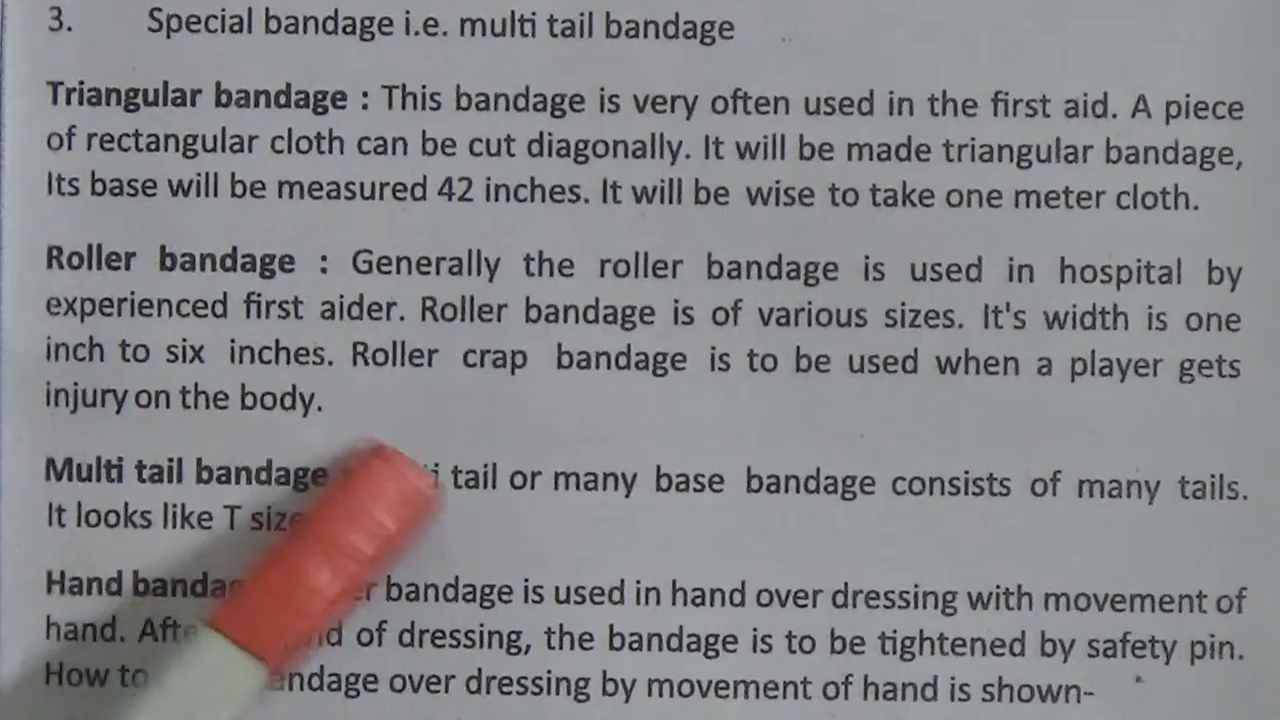 3. Special bandage i.e. multi tail bandage
Triangular bandage : This bandage is very often used in the first aid. A piece
of rectangular cloth can be cut diagonally. It will be made triangular bandage,
Its base will be measured 42 inches. It will be wise to take one meter cloth.
Roller bandage : Generally the roller bandage is used in hospital by
experienced first aider. Roller bandage is of various sizes. It's width is one
inch to six inches. Roller crap bandage is to be used when a player gets
injury on the body.
Multi tail bandage tail or many base bandage consists of many tails.
It looks like T size
Hand bandage is used in hand over dressing with movement of
hand. of dressing, the bandage is to be tightened by safety pin.
How to bandage over dressing by movement of hand is shown-